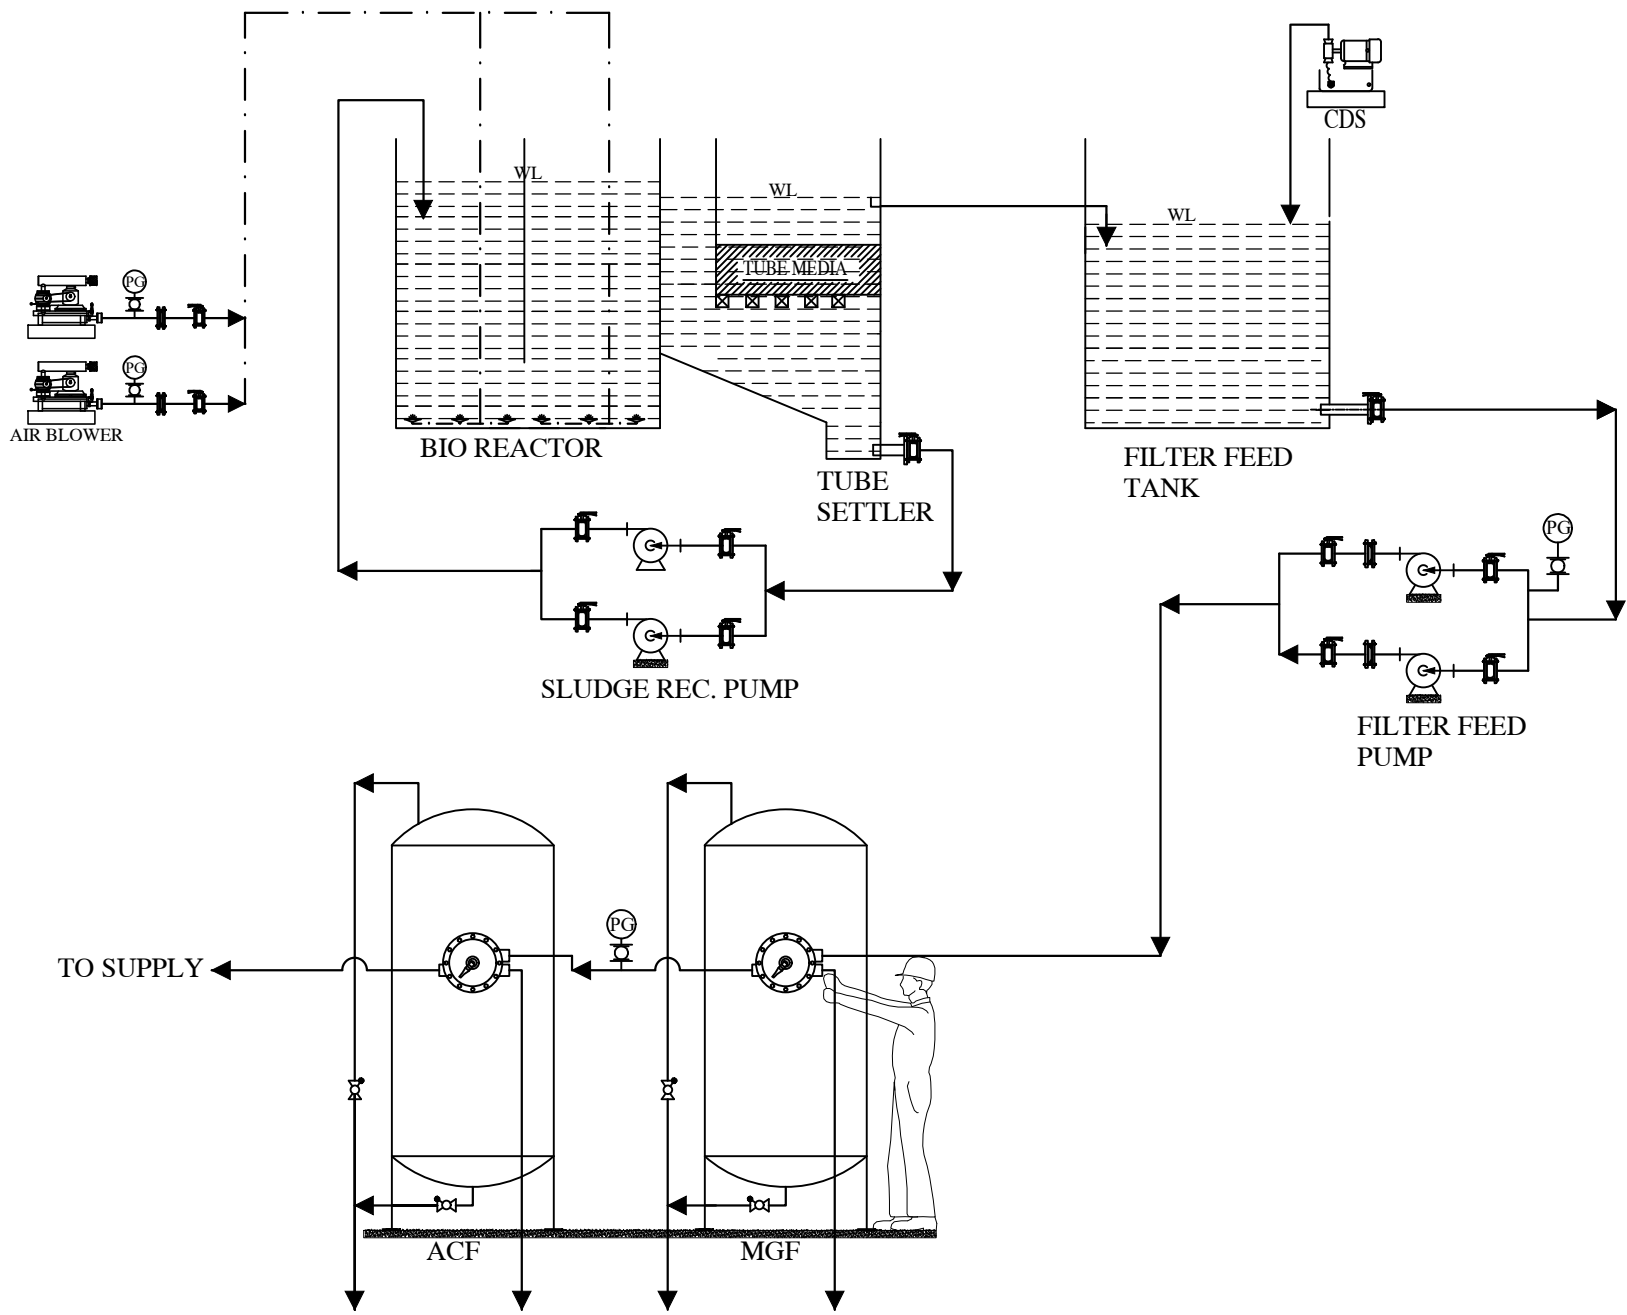 CDS
WL
WL
WL
TUBE MEDIA
PG
PG
AIR BLOWER
BIO REACTOR
TUBE
SETTLER
FILTER FEED
TANK
PG
SLUDGE REC. PUMP
FILTER FEED
PUMP
PG
TO SUPPLY
ACF
MGF